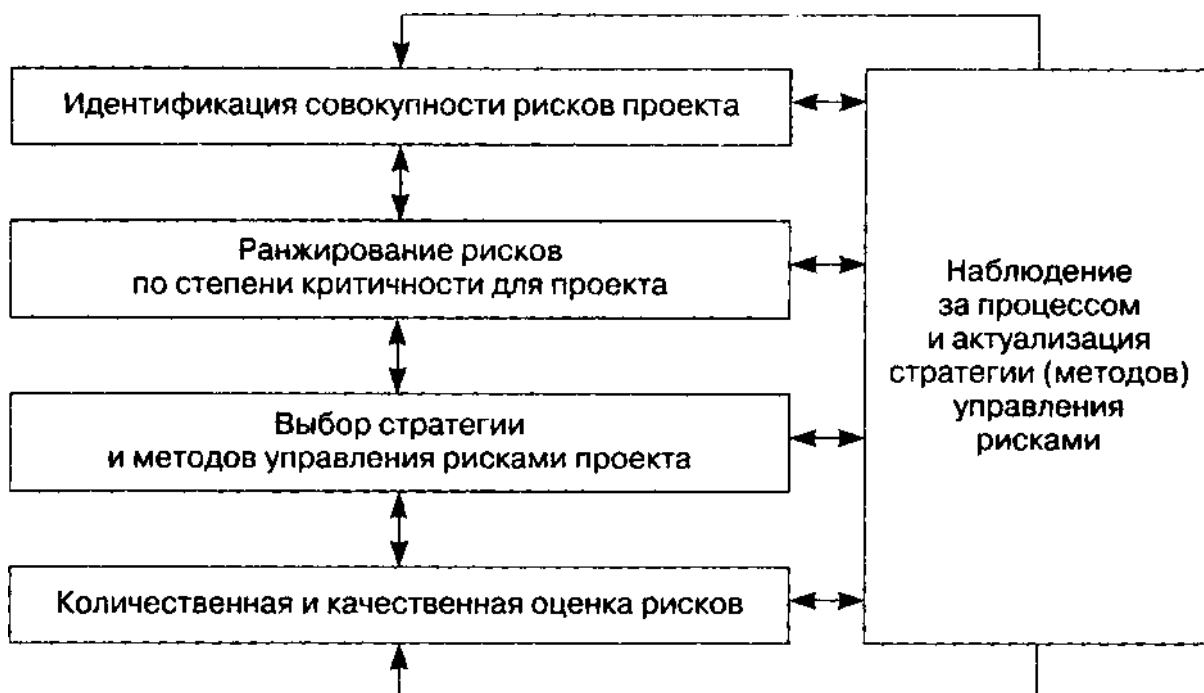 Идентификация совокупности рисков проекта
Ранжирование рисков
по степени критичности для проекта
Выбор стратегии
и методов управления рисками проекта
Количественная и качественная оценка рисков
Наблюдение
за процессом
и актуализация
стратегии (методов)
управления
рисками